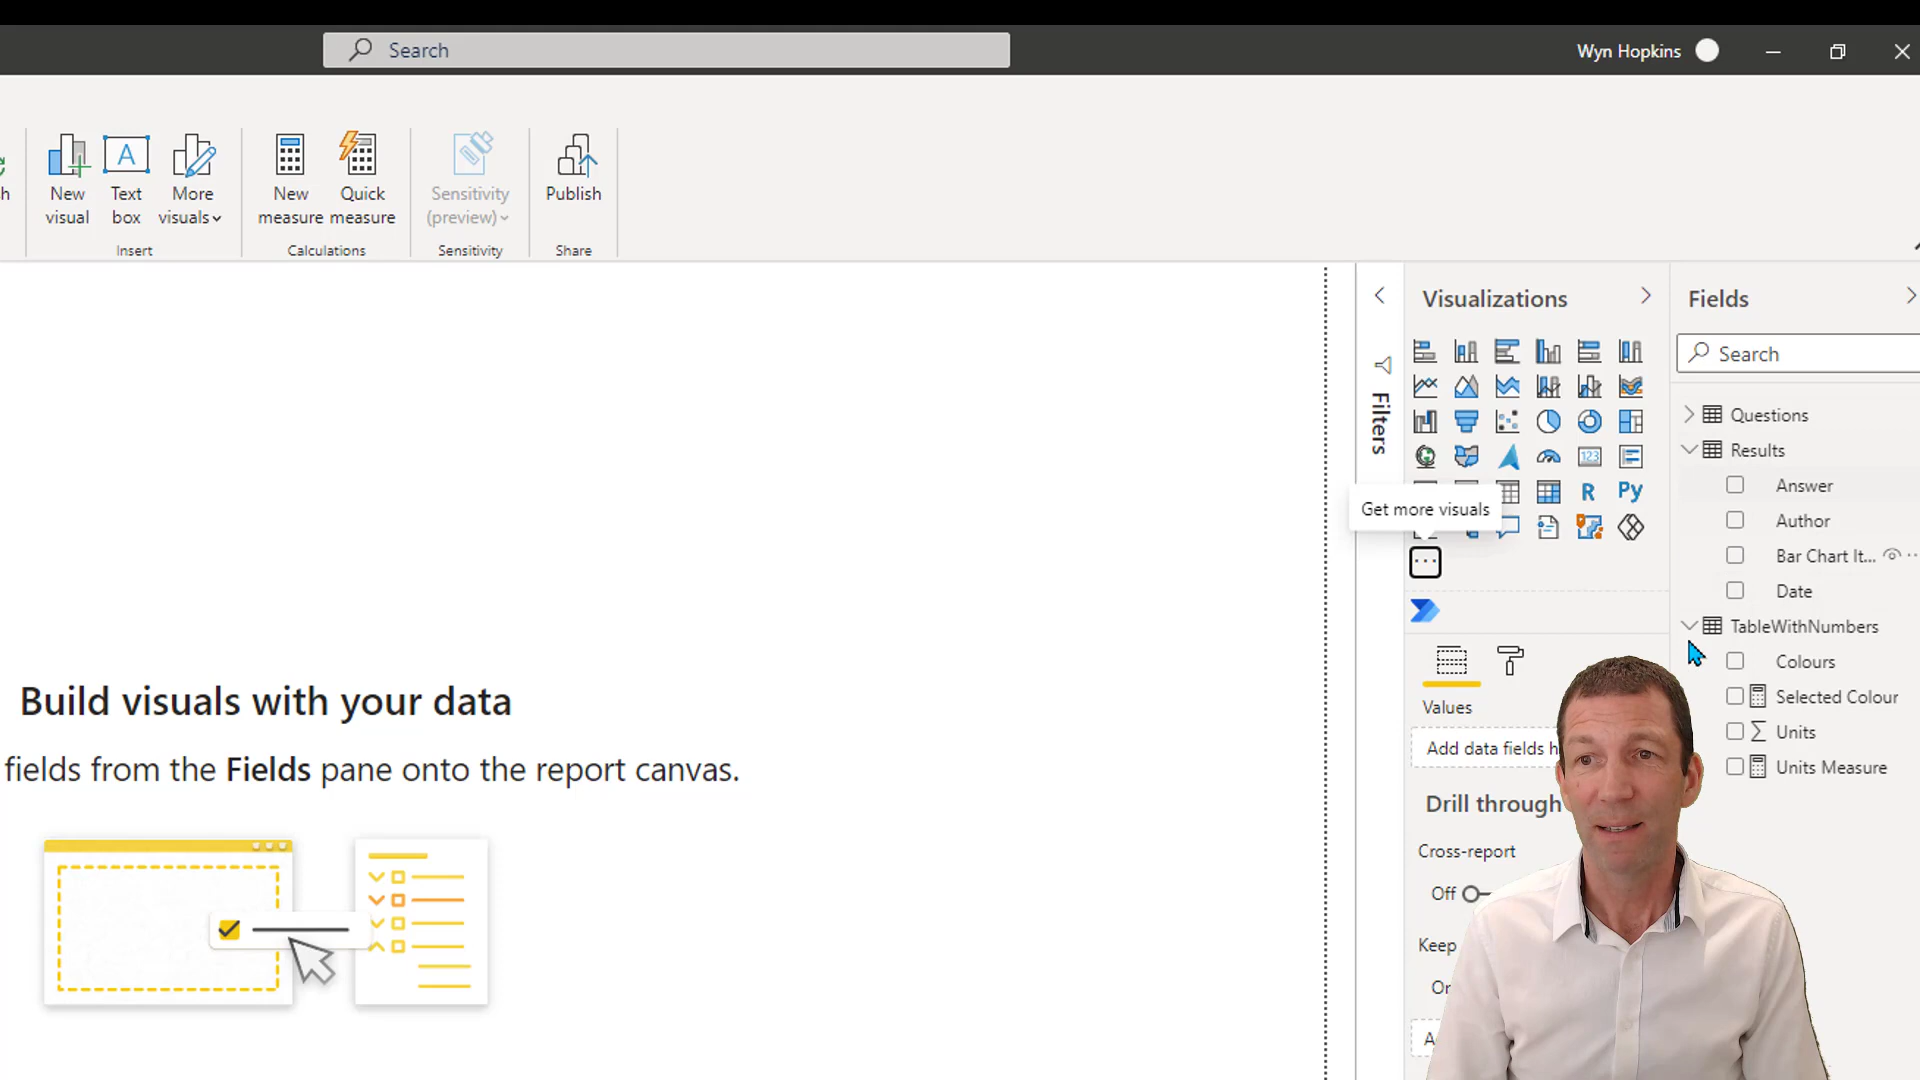 Search
Wyn Hopkins
New visual
Text box
More visuals
Insert
New measure
Quick measure
Calculations
Sensitivity (preview)
Sensitivity
Publish
Share
Build visuals with your data
fields from the Fields pane onto the report canvas.
Filters
Visualizations
123
R
Py
Get more visuals
Values
Add data fields h
Drill through
Cross-report
Off
Keep
Fields
Search
Questions
Results
Answer
Author
Bar Chart It...
Date
TableWithNumbers
Colours
Selected Colour
Units
Units Measure